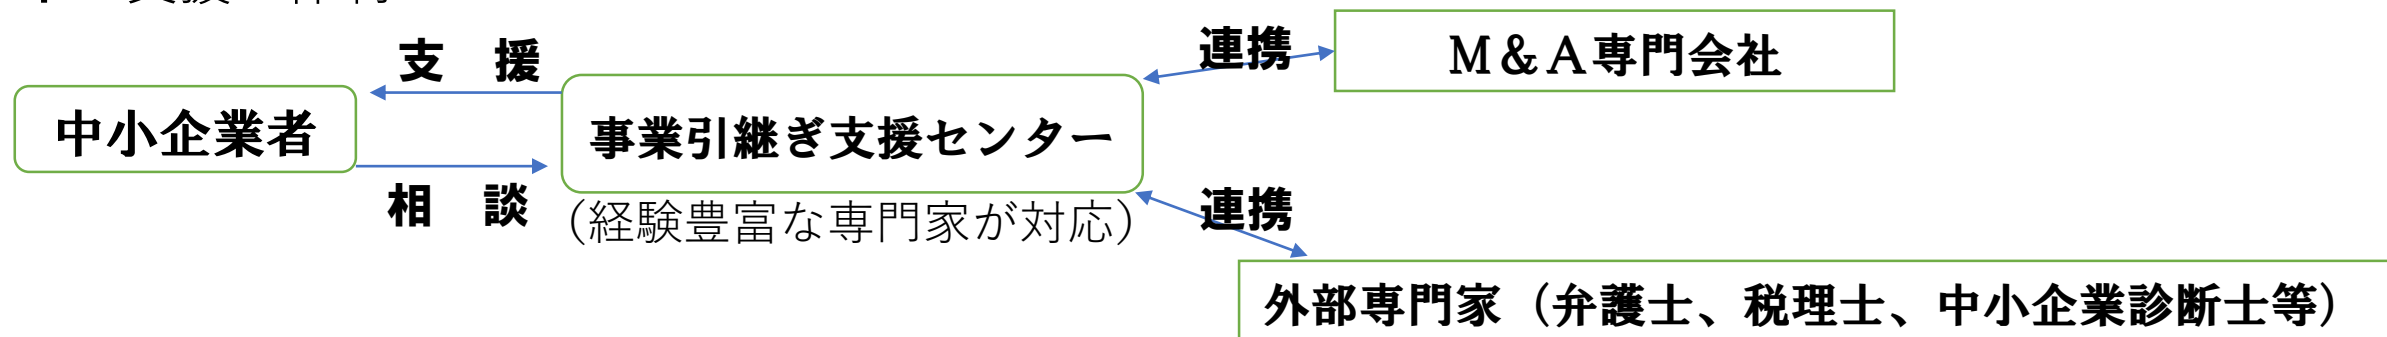 支　援
連携
Ｍ＆Ａ専門会社
中小企業者
事業引継ぎ支援センター
相　談
（経験豊富な専門家が対応）
連携
外部専門家（弁護士、税理士、中小企業診断士等）